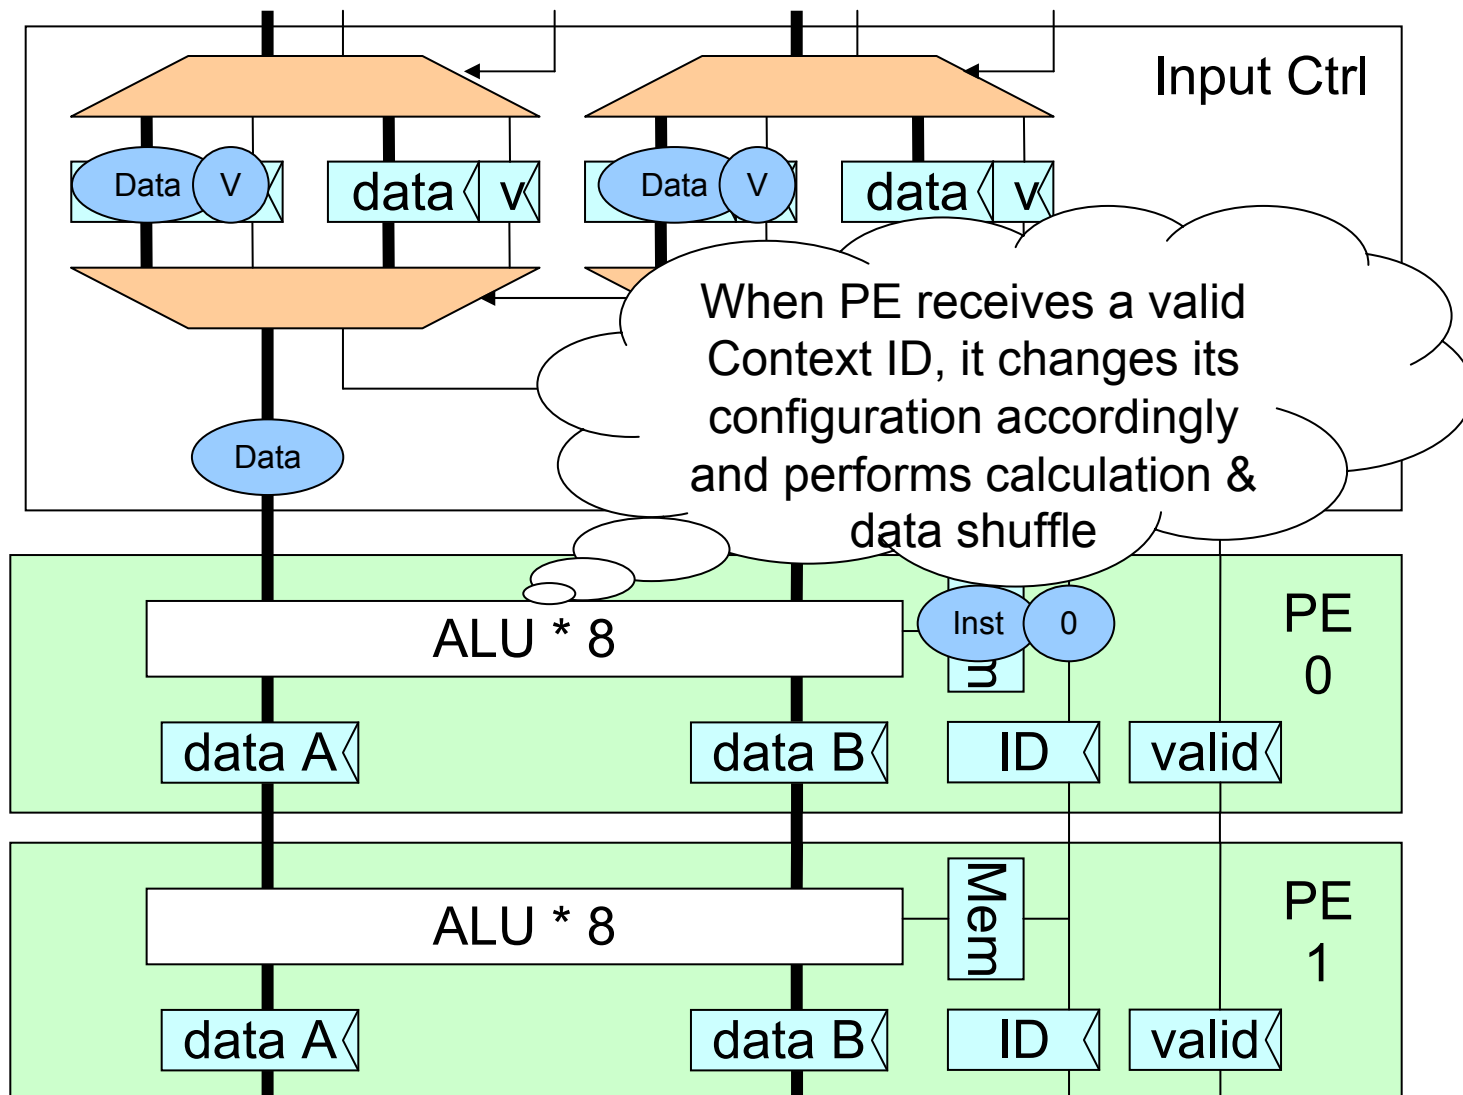 Input Ctrl
Data V data v Data V data v
When PE receives a valid
Context ID, it changes its
configuration accordingly
and performs calculation &
data shuffle
Data
ALU * 8 Inst 0 PE
0
data A data B ID valid
ALU * 8 Mem PE
1
data A data B ID valid